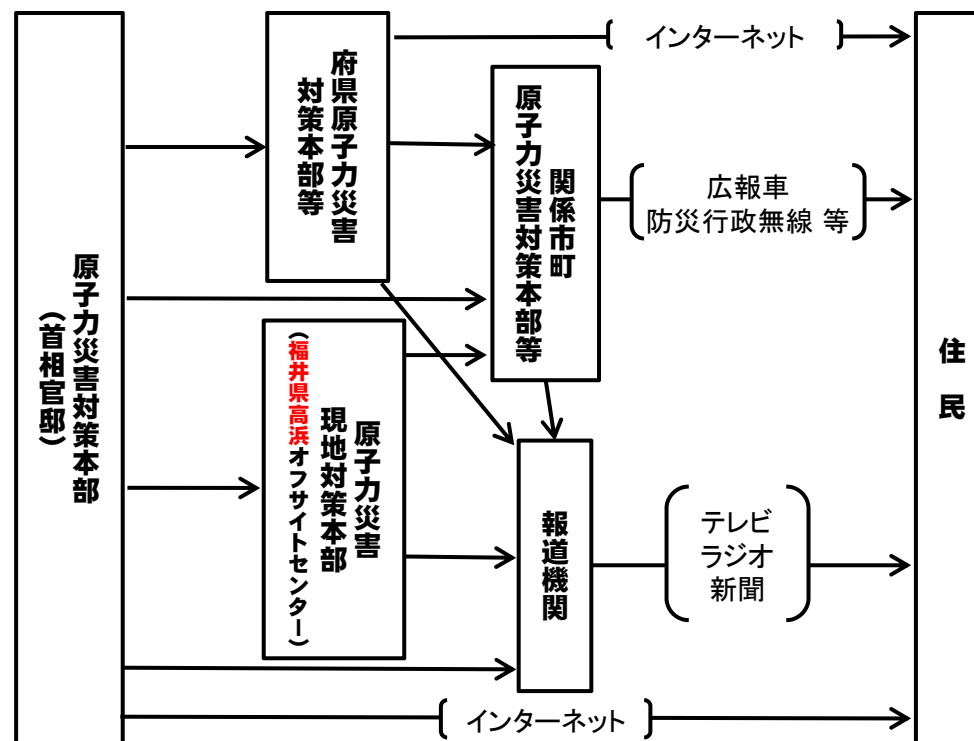 原子力災害対策本部
(首相官邸)
府県原子力災害
対策本部等
関係市町
原子力災害対策本部等
インターネット
広報車
防災行政無線 等
原子力災害
現地対策本部
(福井県高浜オフサイトセンター)
報道機関
テレビ
ラジオ
新聞
インターネット
住民